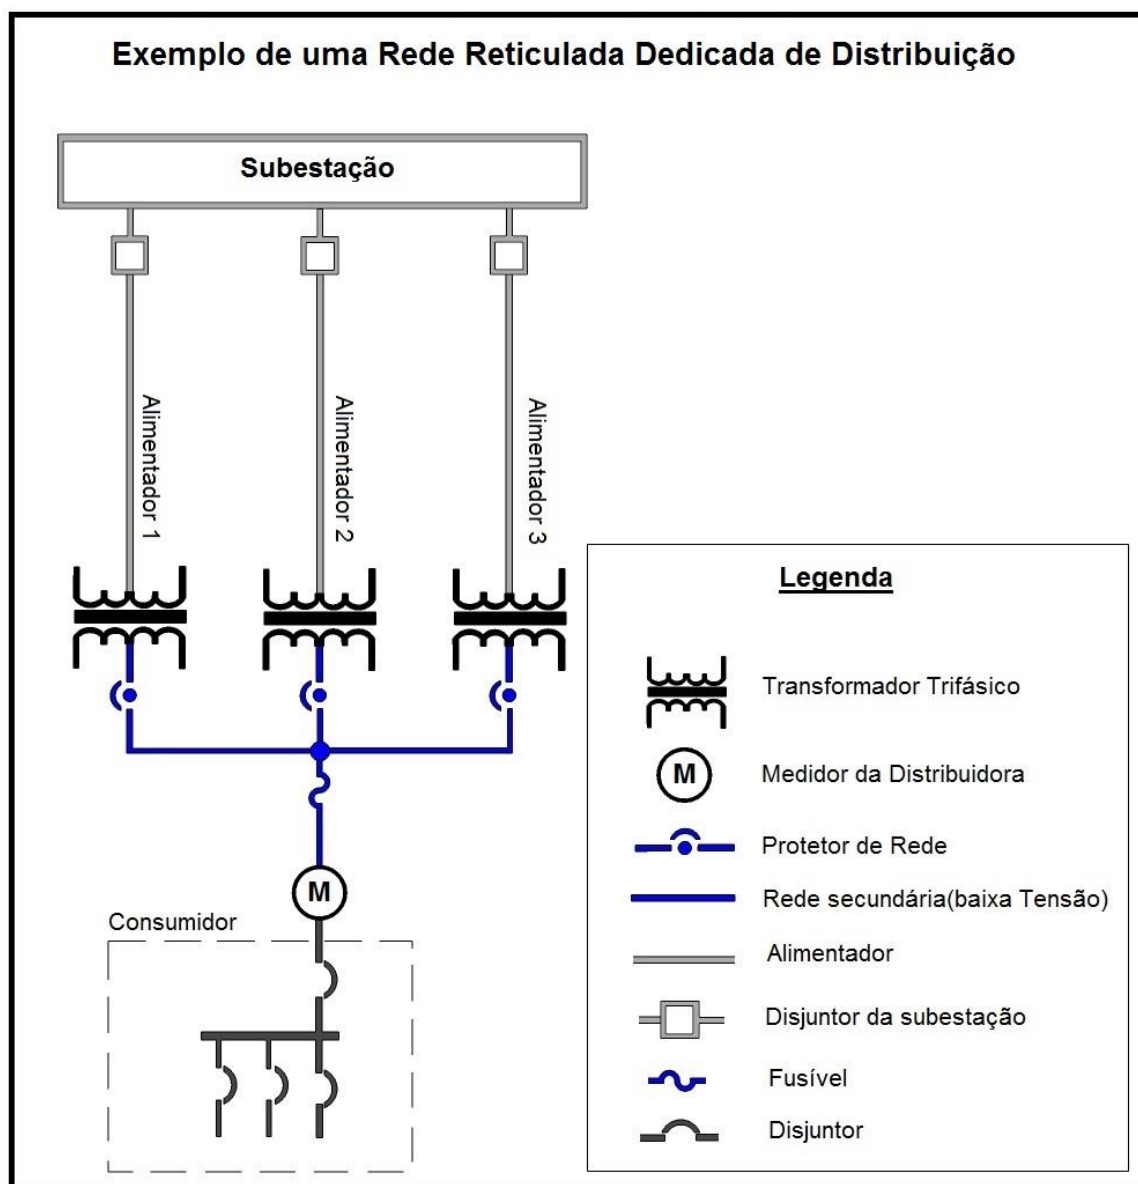 Exemplo de uma Rede Reticulada Dedicada de Distribuição
Subestação
Alimentador 1
Alimentador 2
Alimentador 3
M
Consumidor
Legenda
Transformador Trifásico
M
Medidor da Distribuidora
Protetor de Rede
Rede secundária(baixa Tensão)
Alimentador
Disjuntor da subestação
Fusível
Disjuntor